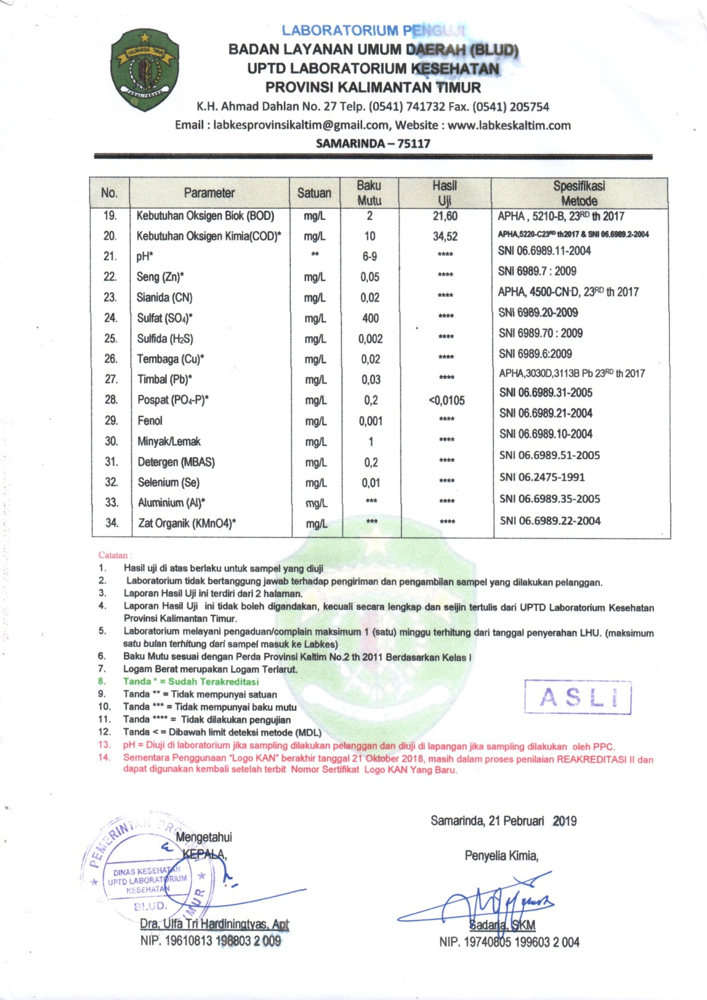 LABORATORIUM PENGUJI
BADAN LAYANAN UMUM DAERAH (BLUD)
UPTD LABORATORIUM KESEHATAN
PROVINSI KALIMANTAN TIMUR
K.H. Ahmad Dahlan No. 27 Telp. (0541) 741732 Fax. (0541) 205754
Email : labkesprovinsikaltim@gmail.com, Website : www.labkeskaltim.com
SAMARINDA – 75117
KALIMANTAN - TIMUR
No. Parameter Satuan Baku Mutu Hasil Uji Spesifikasi Metode
19. Kebutuhan Oksigen Biok (BOD) mg/L 2 21,60 APHA , 5210-B, 23RD th 2017
20. Kebutuhan Oksigen Kimia(COD)* mg/L 10 34,52 APHA,5220-C23RD th2017 & SNI 06.6989.2-2004
21. pH* ** 6-9 **** SNI 06.6989.11-2004
22. Seng (Zn)* mg/L 0,05 **** SNI 6989.7 : 2009
23. Sianida (CN) mg/L 0,02 **** APHA, 4500-CN-D, 23RD th 2017
24. Sulfat (SO4)* mg/L 400 **** SNI 6989.20-2009
25. Sulfida (H2S) mg/L 0,002 **** SNI 6989.70 : 2009
26. Tembaga (Cu)* mg/L 0,02 **** SNI 6989.6:2009
27. Timbal (Pb)* mg/L 0,03 **** APHA,3030D,3113B Pb 23RD th 2017
28. Pospat (PO4-P)* mg/L 0,2 <0,0105 SNI 06.6989.31-2005
29. Fenol mg/L 0,001 **** SNI 06.6989.21-2004
30. Minyak/Lemak mg/L 1 **** SNI 06.6989.10-2004
31. Detergen (MBAS) mg/L 0,2 **** SNI 06.6989.51-2005
32. Selenium (Se) mg/L 0,01 **** SNI 06.2475-1991
33. Aluminium (Al)* mg/L *** **** SNI 06.6989.35-2005
34. Zat Organik (KMnO4)* mg/L *** **** SNI 06.6989.22-2004
Catatan :
1. Hasil uji di atas berlaku untuk sampel yang diuji
2. Laboratorium tidak bertanggung jawab terhadap pengiriman dan pengambilan sampel yang dilakukan pelanggan.
3. Laporan Hasil Uji ini terdiri dari 2 halaman.
4. Laporan Hasil Uji ini tidak boleh digandakan, kecuali secara lengkap dan seijin tertulis dari UPTD Laboratorium Kesehatan
Provinsi Kalimantan Timur.
5. Laboratorium melayani pengaduan/complain maksimum 1 (satu) minggu terhitung dari tanggal penyerahan LHU. (maksimum
satu bulan terhitung dari sampel masuk ke Labkes)
6. Baku Mutu sesuai dengan Perda Provinsi Kaltim No.2 th 2011 Berdasarkan Kelas I
7. Logam Berat merupakan Logam Terlarut.
8. Tanda * = Sudah Terakreditasi
9. Tanda ** = Tidak mempunyai satuan
10. Tanda *** = Tidak mempunyai baku mutu
11. Tanda **** = Tidak dilakukan pengujian
12. Tanda < = Dibawah limit deteksi metode (MDL)
13. pH = Diuji di laboratorium jika sampling dilakukan pelanggan dan diuji di lapangan jika sampling dilakukan oleh PPC.
14. Sementara Penggunaan "Logo KAN" berakhir tanggal 21 Oktober 2018, masih dalam proses penilaian REAKREDITASI II dan
dapat digunakan kembali setelah terbit Nomor Sertifikat Logo KAN Yang Baru.
ASLI
Samarinda, 21 Pebruari 2019
Mengetahui
KEPALA,
Penyelia Kimia,
PEMERINTAH PROVINSI
DINAS KESEHATAN
UPTD LABORATORIUM
KESEHATAN
BLUD.
TIMUR
Dra. Ulfa Tri Hardiningtyas, Apt
NIP. 19610813 198803 2 009
Sadaria, SKM
NIP. 19740805 199603 2 004